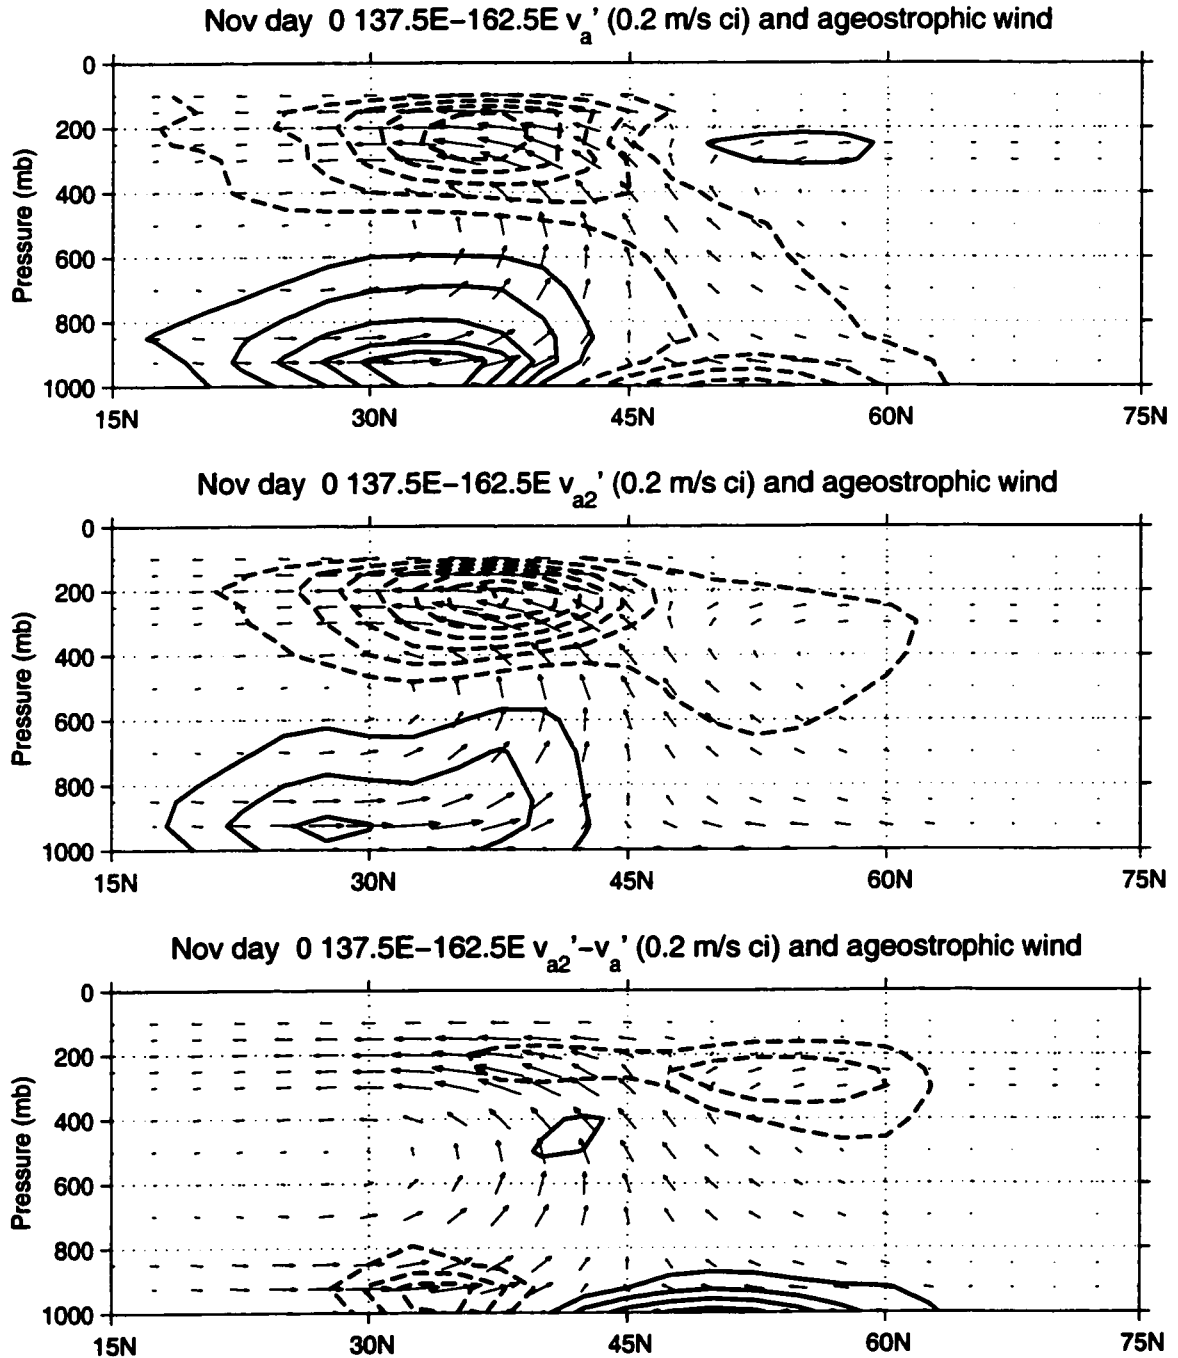 Nov day 0 137.5E−162.5E v_a' (0.2 m/s ci) and ageostrophic wind
0
200
400
600
800
1000
Pressure (mb)
15N 30N 45N 60N 75N
Nov day 0 137.5E−162.5E v_a2' (0.2 m/s ci) and ageostrophic wind
0
200
400
600
800
1000
Pressure (mb)
15N 30N 45N 60N 75N
Nov day 0 137.5E−162.5E v_a2'−v_a' (0.2 m/s ci) and ageostrophic wind
0
200
400
600
800
1000
Pressure (mb)
15N 30N 45N 60N 75N